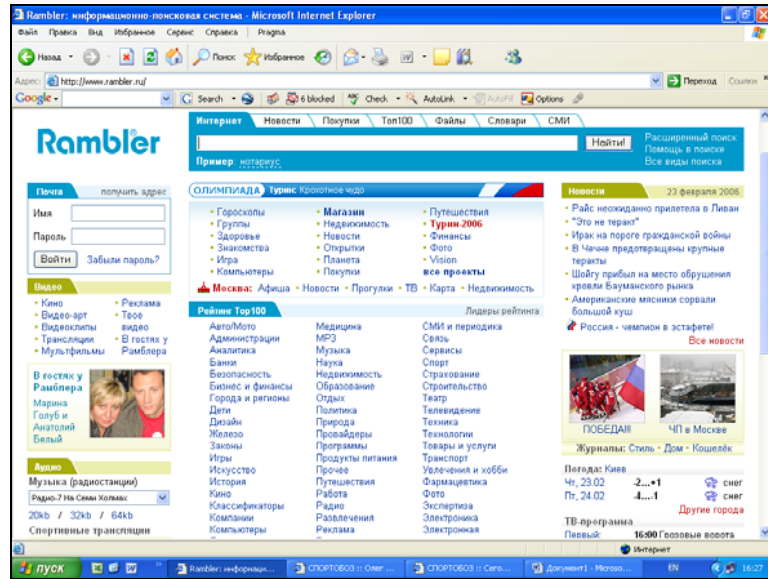 Rambler: информационно-поисковая система - Microsoft Internet Explorer
Файл Правка Вид Избранное Сервис Справка Pragma
Назад Поиск Избранное
Адрес: http://www.rambler.ru/ Переход Ссылки
Google Search 6 blocked Check AutoLink AutoFill Options
Rambler
Интернет Новости Покупки Топ100 Файлы Словари СМИ
Найти!
Пример: нотариус
Расширенный поиск
Помощь в поиске
Все виды поиска
Почта получить адрес
Имя
Пароль
Войти Забыли пароль?
Видео
• Кино
• Видео-арт
• Видеоклипы
• Трансляции
• Мультфильмы
• Реклама
• Твое
видео
• В гостях у
Рамблера
В гостях у
Рамблера
Марина
Голуб и
Анатолий
Белый
Аудио
Музыка (радиостанции)
Радио-7 На Семи Холмах
20kb / 32kb / 64kb
Спортивные трансляции
ОЛИМПИАДА Турин: Крохотное чудо
• Гороскопы
• Группы
• Здоровье
• Знакомства
• Игра
• Компьютеры
• Магазин
• Недвижимость
• Новости
• Открытки
• Планета
• Покупки
• Путешествия
• Турин-2006
• Финансы
• Фото
• Vision
все проекты
Москва: Афиша • Новости • Прогулки • ТВ • Карта • Недвижимость
Рейтинг Top100 Лидеры рейтинга
Авто/Мото
Администрации
Аналитика
Банки
Безопасность
Бизнес и финансы
Города и регионы
Дети
Дизайн
Железо
Законы
Игры
Искусство
История
Кино
Классификаторы
Компании
Компьютеры
Медицина
MP3
Музыка
Наука
Недвижимость
Образование
Отдых
Политика
Природа
Провайдеры
Программы
Продукты питания
Прочее
Путешествия
Работа
Радио
Развлечения
Реклама
СМИ и периодика
Связь
Сервисы
Спорт
Страхование
Строительство
Театр
Телевидение
Техника
Технологии
Товары и услуги
Транспорт
Увлечения и хобби
Фармацевтика
Фото
Экспертиза
Электроника
Электронная
Новости 23 февраля 2006
• Райс неожиданно прилетела в Ливан
• "Это не теракт"
• Ирак на пороге гражданской войны
• В Чечне предотвращены крупные
теракты
• Шойгу прибыл на место обрушения
кровли Бауманского рынка
• Американские мясники сорвали
большой куш
Россия - чемпион в эстафете!
Все новости
ПОБЕДА!!! ЧП в Москве
Журналы: Стиль • Дом • Кошелёк
Погода: Киев
Чт, 23.02 -2...+1 снег
Пт, 24.02 -4...-1 снег
Другие города
ТВ-программа
Первый: 16:00 Грозовые ворота
Интернет
пуск Rambler: информаци... СПОРТОБОЗ :: Олег ... СПОРТОБОЗ :: Серг... Документ1 - Microso... EN 16:27